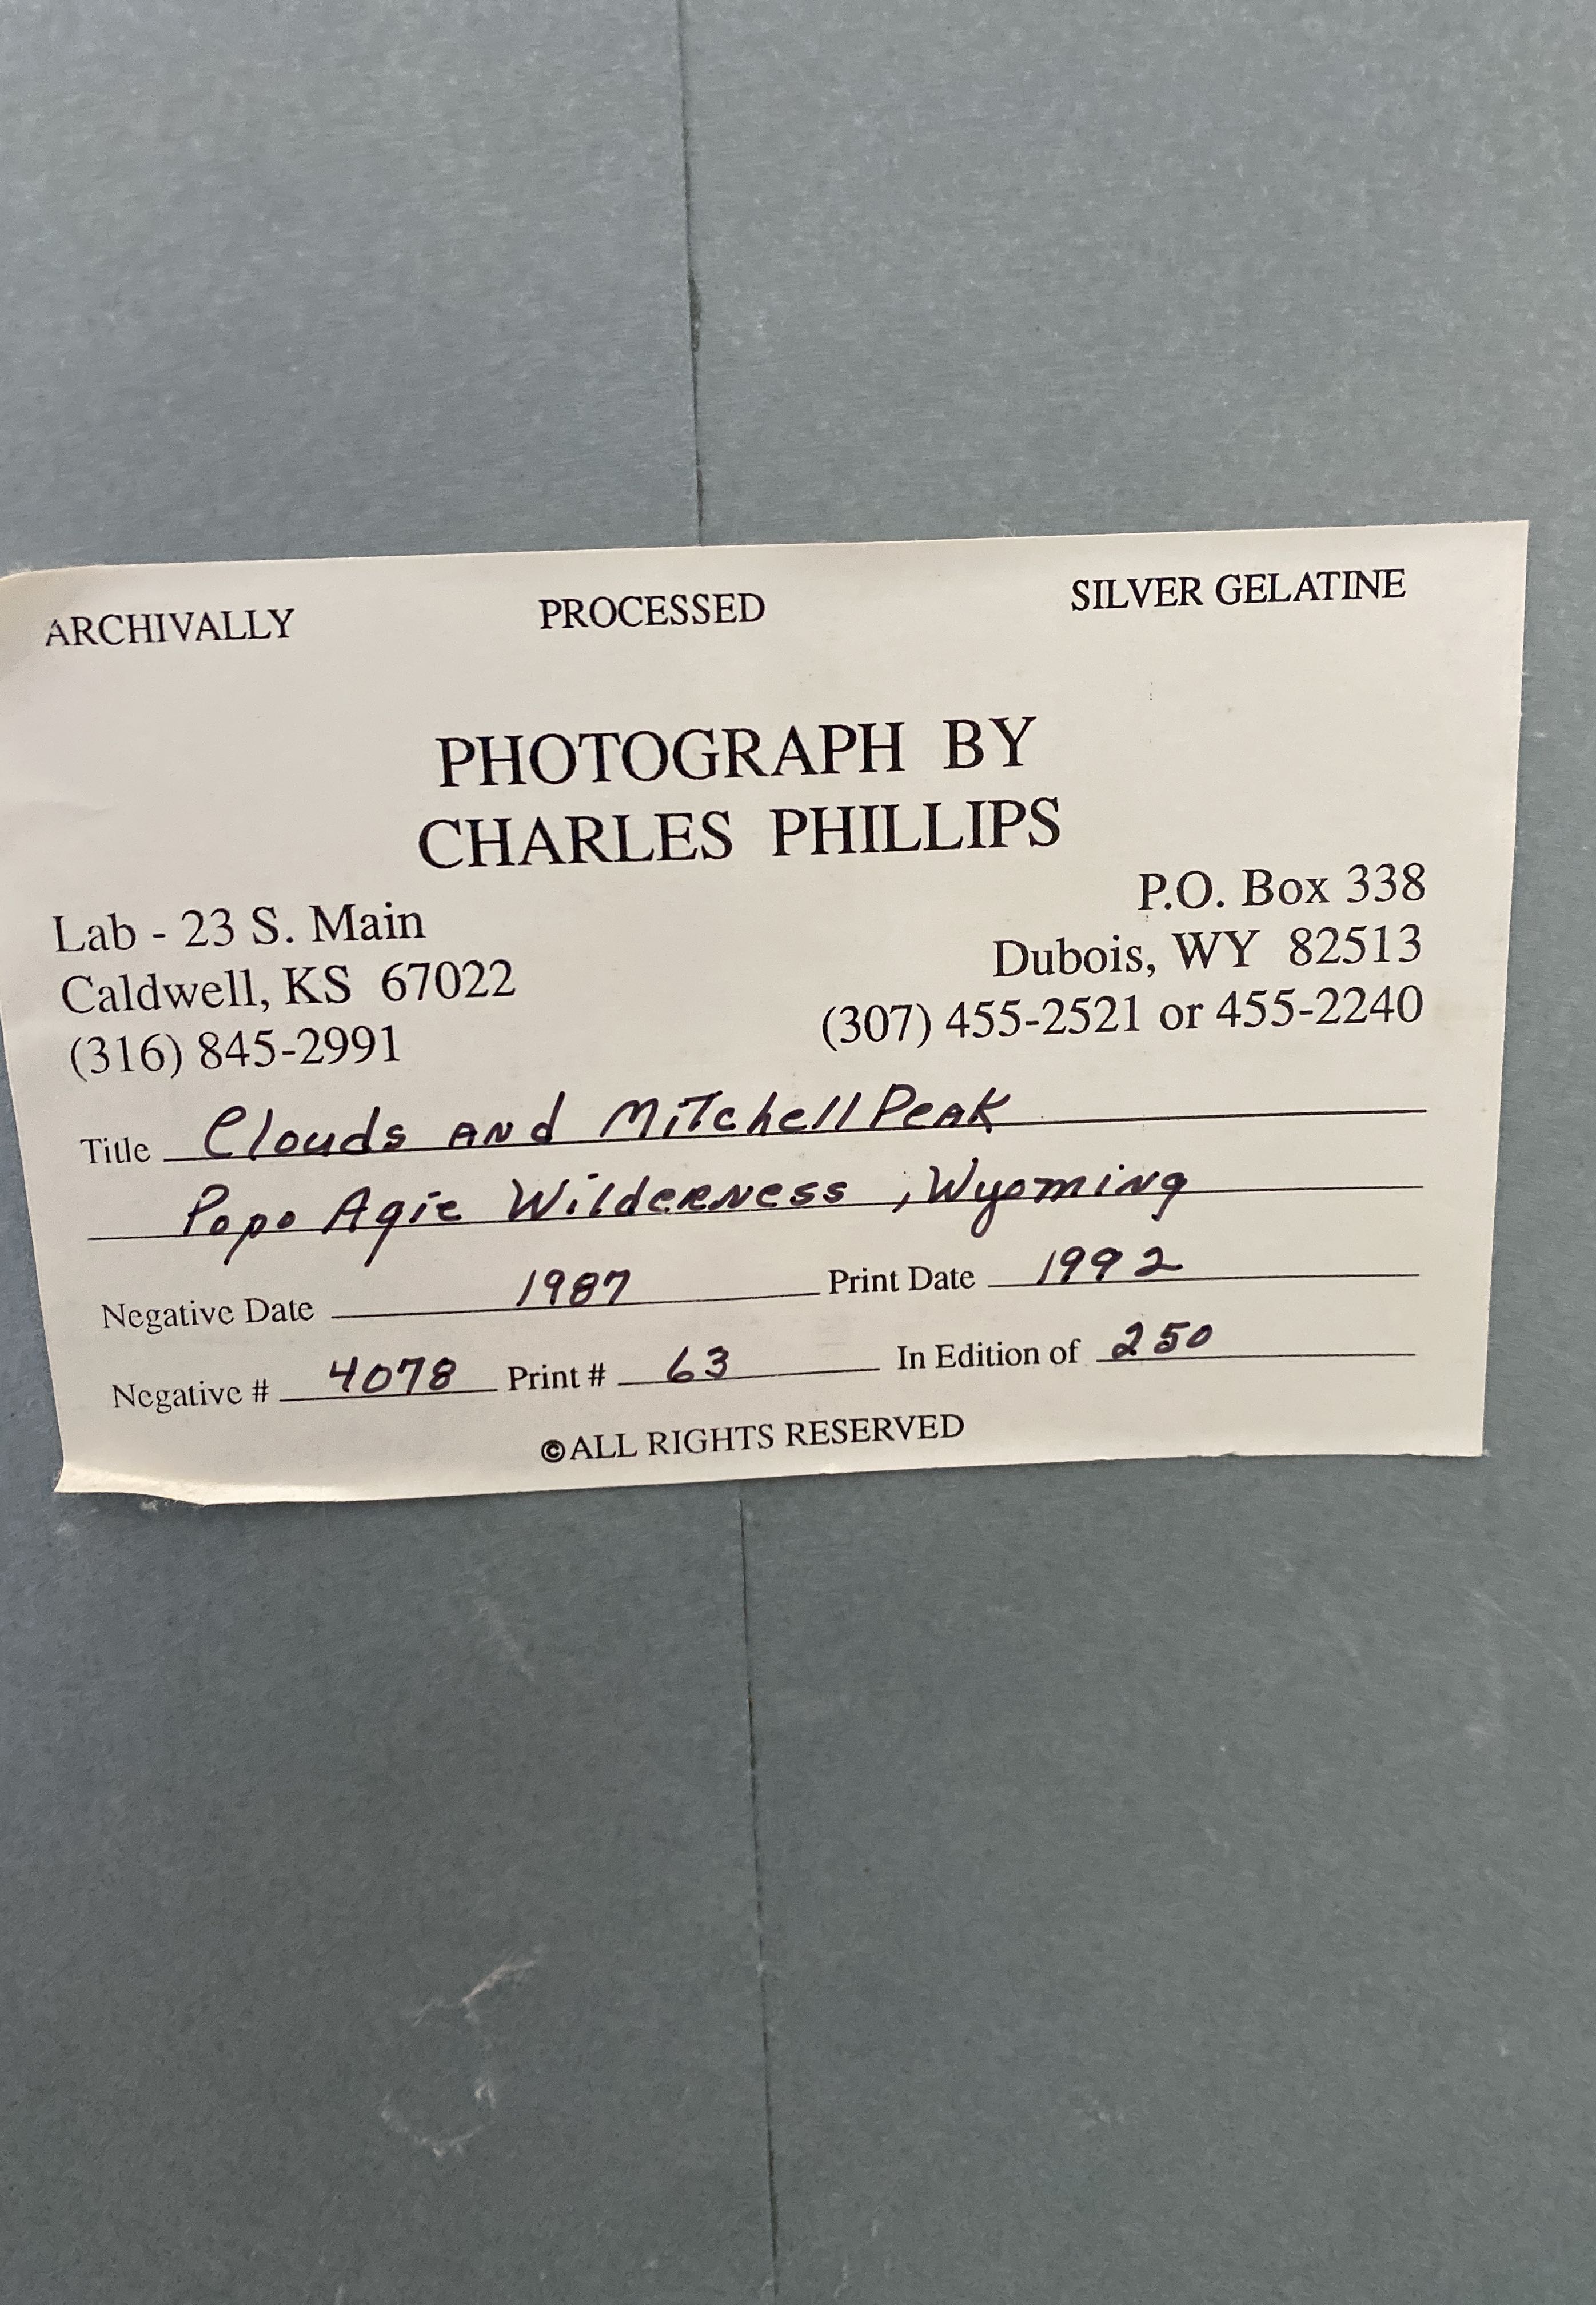 ARCHIVALLY PROCESSED SILVER GELATINE
PHOTOGRAPH BY
CHARLES PHILLIPS
Lab - 23 S. Main
Caldwell, KS 67022
(316) 845-2991
P.O. Box 338
Dubois, WY 82513
(307) 455-2521 or 455-2240
Title Clouds and Mitchell Peak
Popo Agie Wilderness, Wyoming
Negative Date 1987 Print Date 1992
Negative # 4078 Print # 63 In Edition of 250
©ALL RIGHTS RESERVED